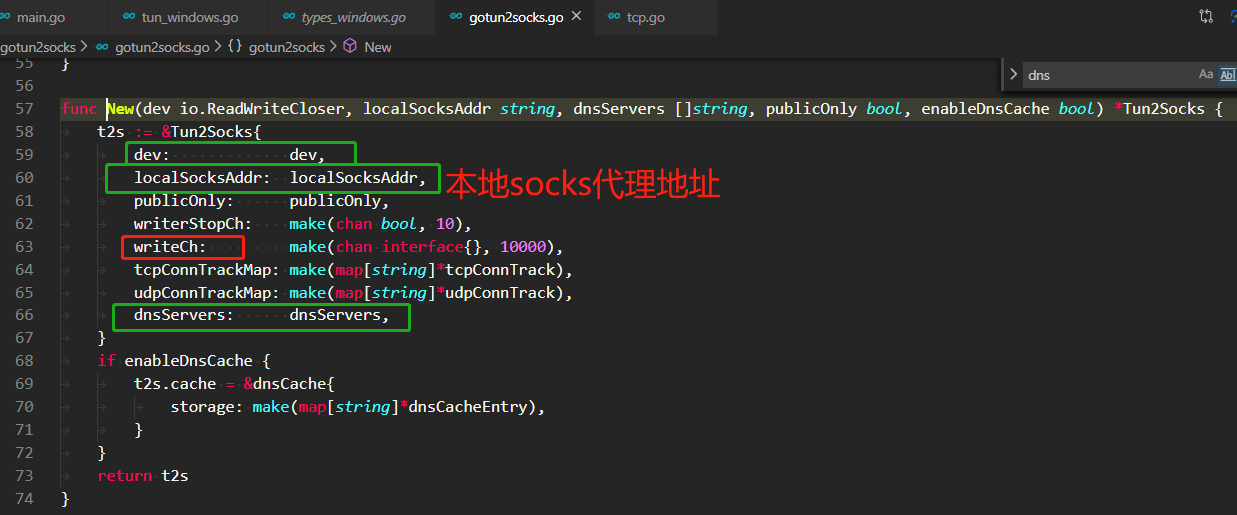 main.go tun_windows.go types_windows.go gotun2socks.go tcp.go
gotun2socks > gotun2socks.go > {} gotun2socks > New
55 }
dns Aa Abl
56
57 func New(dev io.ReadWriteCloser, localSocksAddr string, dnsServers []string, publicOnly bool, enableDnsCache bool) *Tun2Socks {
58 t2s := &Tun2Socks{
59 dev: dev,
60 localSocksAddr: localSocksAddr, 本地socks代理地址
61 publicOnly: publicOnly,
62 writerStopCh: make(chan bool, 10),
63 writeCh: make(chan interface{}, 10000),
64 tcpConnTrackMap: make(map[string]*tcpConnTrack),
65 udpConnTrackMap: make(map[string]*udpConnTrack),
66 dnsServers: dnsServers,
67 }
68 if enableDnsCache {
69 t2s.cache = &dnsCache{
70 storage: make(map[string]*dnsCacheEntry),
71 }
72 }
73 return t2s
74 }